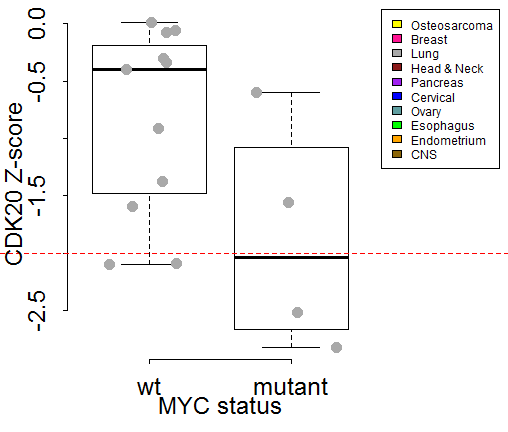 CDK20 Z-score
0.0
-0.5
-1.5
-2.5
wt
mutant
MYC status
Osteosarcoma
Breast
Lung
Head & Neck
Pancreas
Cervical
Ovary
Esophagus
Endometrium
CNS